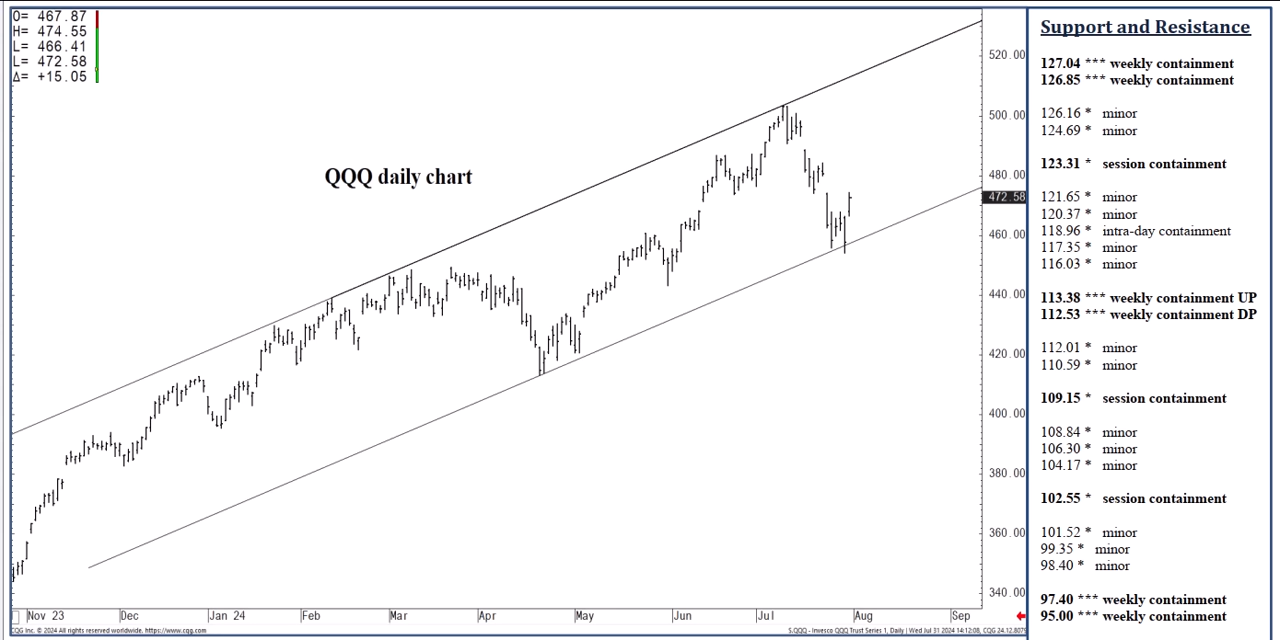 O= 467.87
H= 474.55
L= 466.41
L= 472.58
Δ= +15.05
QQQ daily chart
520.00
500.00
480.00
472.58
460.00
440.00
420.00
400.00
380.00
360.00
340.00
Nov 23 Dec Jan 24 Feb Mar Apr May Jun Jul Aug Sep
CQG Inc. © 2024 All rights reserved worldwide. https://www.cqg.com
S.QQQ - Invesco QQQ Trust Series 1, Daily | Wed Jul 31 2024 14:12:08, CQG 24.12.8079
Support and Resistance
127.04 *** weekly containment
126.85 *** weekly containment
126.16 * minor
124.69 * minor
123.31 * session containment
121.65 * minor
120.37 * minor
118.96 * intra-day containment
117.35 * minor
116.03 * minor
113.38 *** weekly containment UP
112.53 *** weekly containment DP
112.01 * minor
110.59 * minor
109.15 * session containment
108.84 * minor
106.30 * minor
104.17 * minor
102.55 * session containment
101.52 * minor
99.35 * minor
98.40 * minor
97.40 *** weekly containment
95.00 *** weekly containment